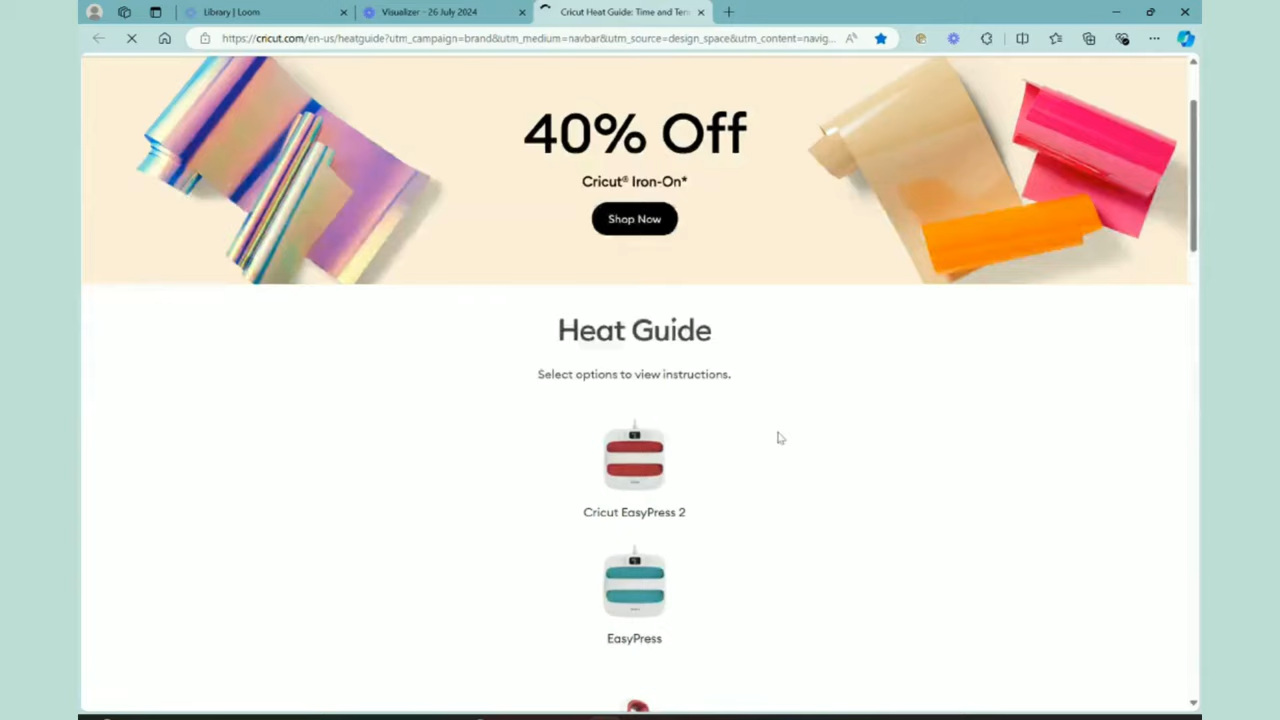 Library | Loom
Visualizer - 26 July 2024
Cricut Heat Guide: Time and Tem
https://cricut.com/en-us/heatguide?utm_campaign=brand&utm_medium=navbar&utm_source=design_space&utm_content=navig...
40% Off
Cricut® Iron-On*
Shop Now
Heat Guide
Select options to view instructions.
Cricut EasyPress 2
EasyPress